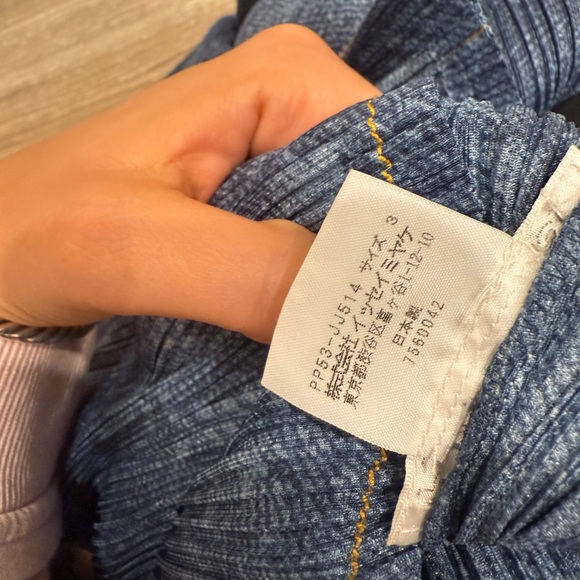 PP53-JJ514 サイズ 3
株式会社 イッセイミヤケ
東京都渋谷区富ヶ谷1-12-10
日本製
7550042